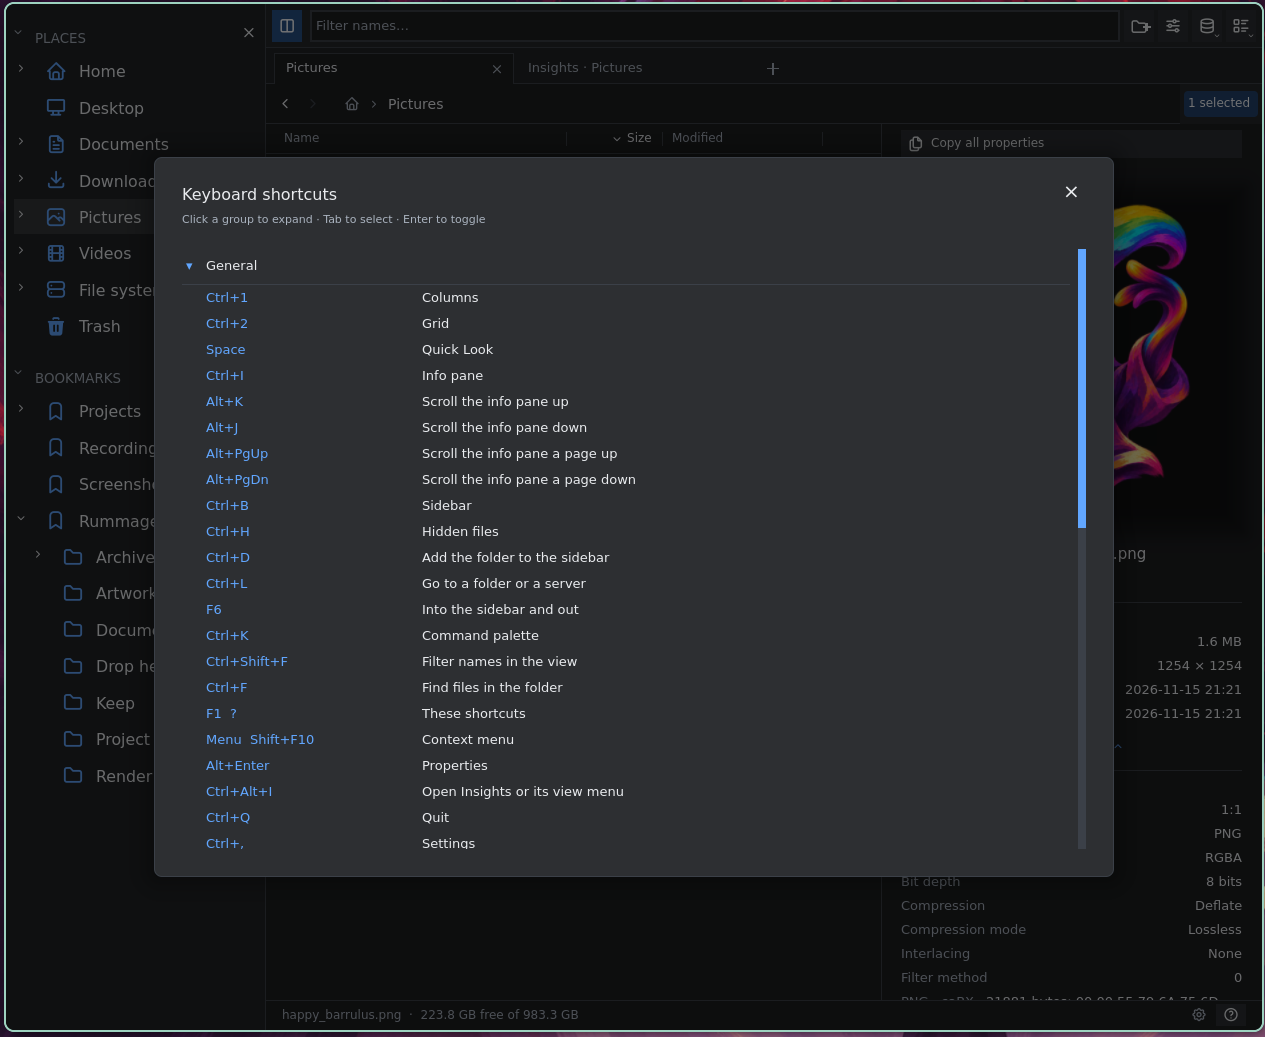 PLACES
Home
Desktop
Documents
Downloac
Pictures
Videos
File syste
Trash
BOOKMARKS
Projects
Recording
Screensh
Rummage
Archive
Artwork
Docum
Drop he
Keep
Project
Render
Filter names...
Pictures
Insights · Pictures
Pictures
1 selected
Name
Size
Modified
Copy all properties
Keyboard shortcuts
Click a group to expand · Tab to select · Enter to toggle
General
Ctrl+1 Columns
Ctrl+2 Grid
Space Quick Look
Ctrl+I Info pane
Alt+K Scroll the info pane up
Alt+J Scroll the info pane down
Alt+PgUp Scroll the info pane a page up
Alt+PgDn Scroll the info pane a page down
Ctrl+B Sidebar
Ctrl+H Hidden files
Ctrl+D Add the folder to the sidebar
Ctrl+L Go to a folder or a server
F6 Into the sidebar and out
Ctrl+K Command palette
Ctrl+Shift+F Filter names in the view
Ctrl+F Find files in the folder
F1 ? These shortcuts
Menu Shift+F10 Context menu
Alt+Enter Properties
Ctrl+Alt+I Open Insights or its view menu
Ctrl+Q Quit
Ctrl+, Settings
.png
1.6 MB
1254 × 1254
2026-11-15 21:21
2026-11-15 21:21
1:1
PNG
RGBA
Bit depth 8 bits
Compression Deflate
Compression mode Lossless
Interlacing None
Filter method 0
happy_barrulus.png · 223.8 GB free of 983.3 GB